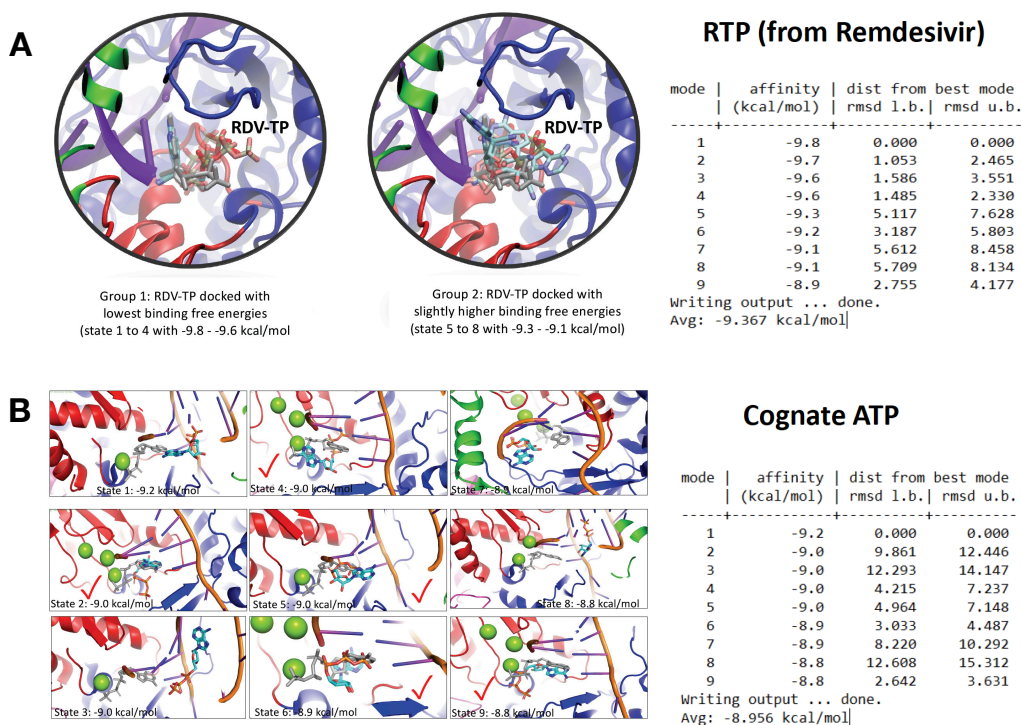 A
RDV-TP
RDV-TP
Group 1: RDV-TP docked with
lowest binding free energies
(state 1 to 4 with -9.8 - -9.6 kcal/mol
Group 2: RDV-TP docked with
slightly higher binding free energies
(state 5 to 8 with -9.3 - -9.1 kcal/mol)
RTP (from Remdesivir)
mode | affinity | dist from best mode
| (kcal/mol) | rmsd l.b.| rmsd u.b.
-----+------------+----------+----------
1 -9.8 0.000 0.000
2 -9.7 1.053 2.465
3 -9.6 1.586 3.551
4 -9.6 1.485 2.330
5 -9.3 5.117 7.628
6 -9.2 3.187 5.803
7 -9.1 5.612 8.458
8 -9.1 5.709 8.134
9 -8.9 2.755 4.177
Writing output ... done.
Avg: -9.367 kcal/mol
B
State 1: -9.2 kcal/mol
State 4: -9.0 kcal/mol
State 7: -8.9 kcal/mol
State 2: -9.0 kcal/mol
State 5: -9.0 kcal/mol
State 8: -8.8 kcal/mol
State 3: -9.0 kcal/mol
State 6: -8.9 kcal/mol
State 9: -8.8 kcal/mol
Cognate ATP
mode | affinity | dist from best mode
| (kcal/mol) | rmsd l.b.| rmsd u.b.
-----+------------+----------+----------
1 -9.2 0.000 0.000
2 -9.0 9.861 12.446
3 -9.0 12.293 14.147
4 -9.0 4.215 7.237
5 -9.0 4.964 7.148
6 -8.9 3.033 4.487
7 -8.9 8.220 10.292
8 -8.8 12.608 15.312
9 -8.8 2.642 3.631
Writing output ... done.
Avg: -8.956 kcal/mol